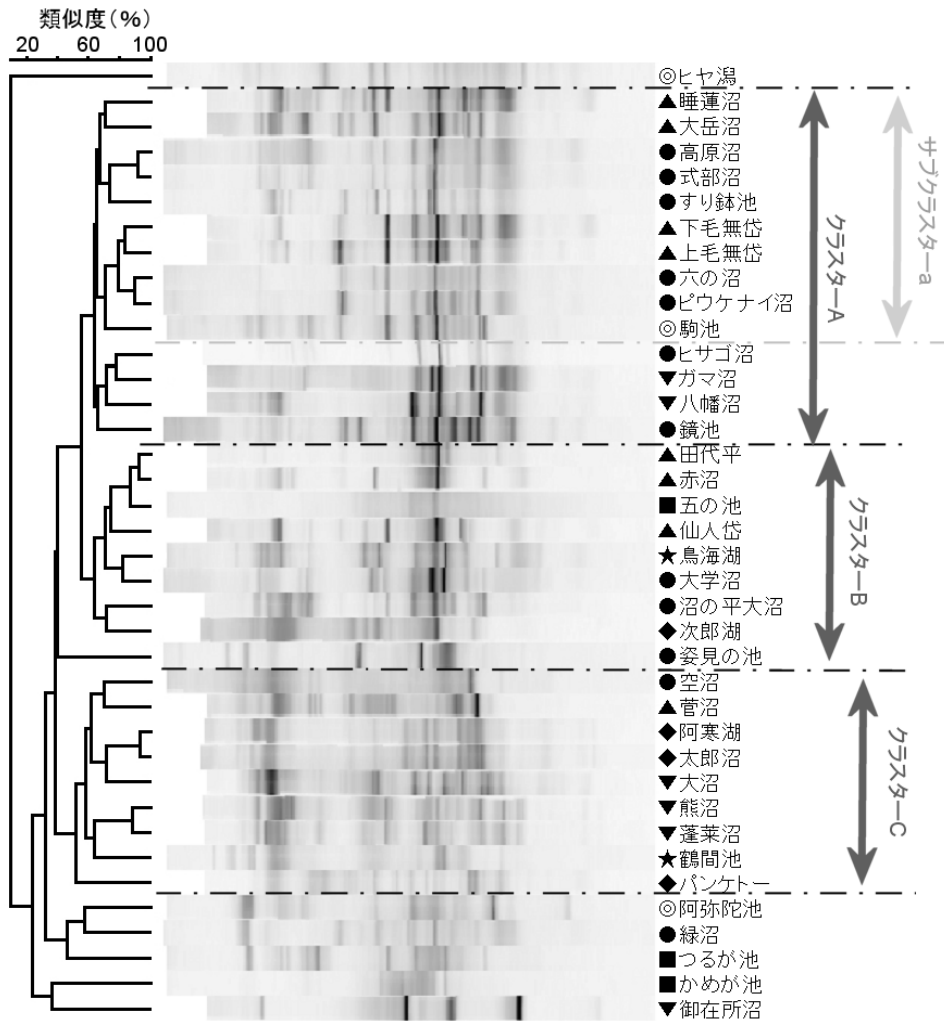 類似度(%)
20 60 100
◎ヒヤ潟
▲睡蓮沼
▲大岳沼
●高原沼
●式部沼
●すり鉢池
▲下毛無岱
▲上毛無岱
●六の沼
●ピウケナイ沼
◎駒池
●ヒサゴ沼
▼ガマ沼
▼八幡沼
●鏡池
▲田代平
▲赤沼
■五の池
▲仙人岱
★鳥海湖
●大学沼
●沼の平大沼
◆次郎湖
●姿見の池
●空沼
▲菅沼
◆阿寒湖
◆太郎沼
▼大沼
▼熊沼
▼蓬莱沼
★鶴間池
◆パンケトー
◎阿弥陀池
●緑沼
■つるが池
■かめが池
▼御在所沼
クラスターA
サブクラスターa
クラスターB
クラスターC